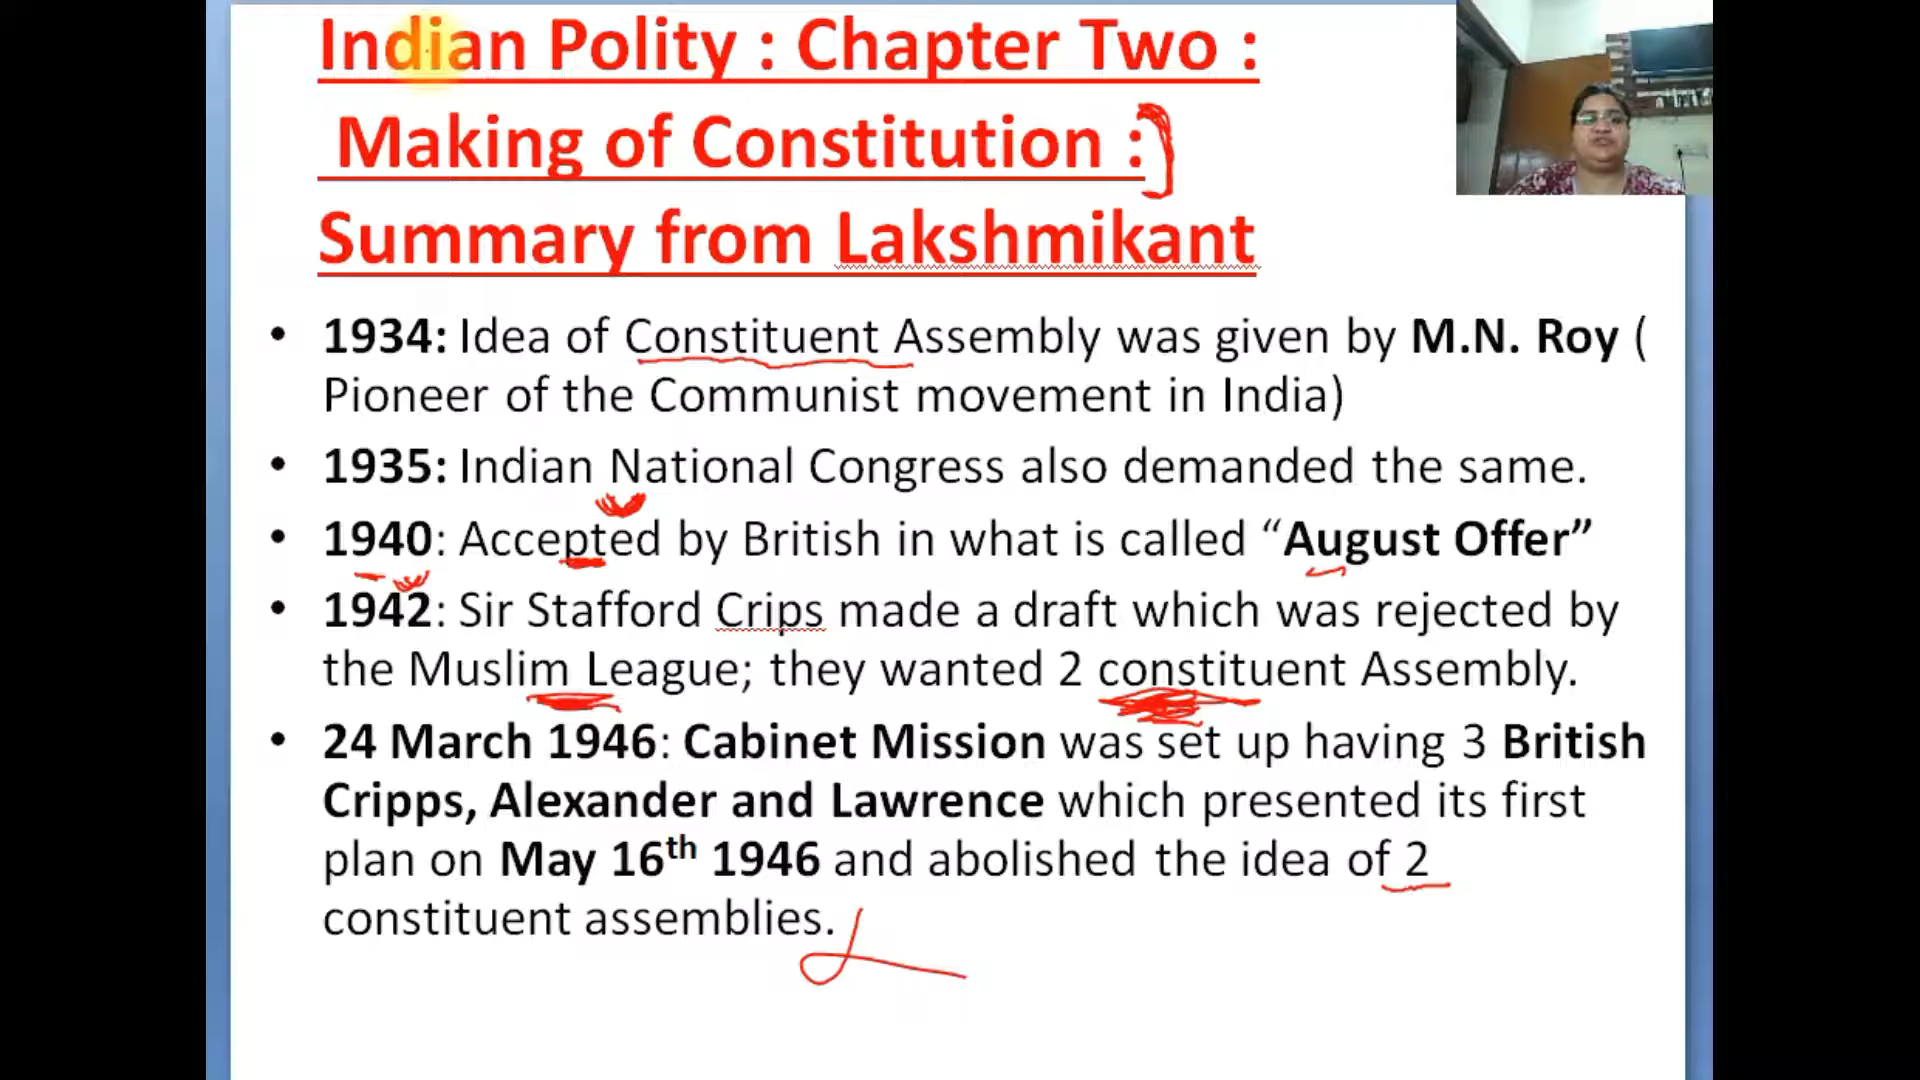 Indian Polity : Chapter Two :
Making of Constitution :
Summary from Lakshmikant
• 1934: Idea of Constituent Assembly was given by M.N. Roy (
Pioneer of the Communist movement in India)
• 1935: Indian National Congress also demanded the same.
• 1940: Accepted by British in what is called “August Offer”
• 1942: Sir Stafford Crips made a draft which was rejected by
the Muslim League; they wanted 2 constituent Assembly.
• 24 March 1946: Cabinet Mission was set up having 3 British
Cripps, Alexander and Lawrence which presented its first
plan on May 16th 1946 and abolished the idea of 2
constituent assemblies.